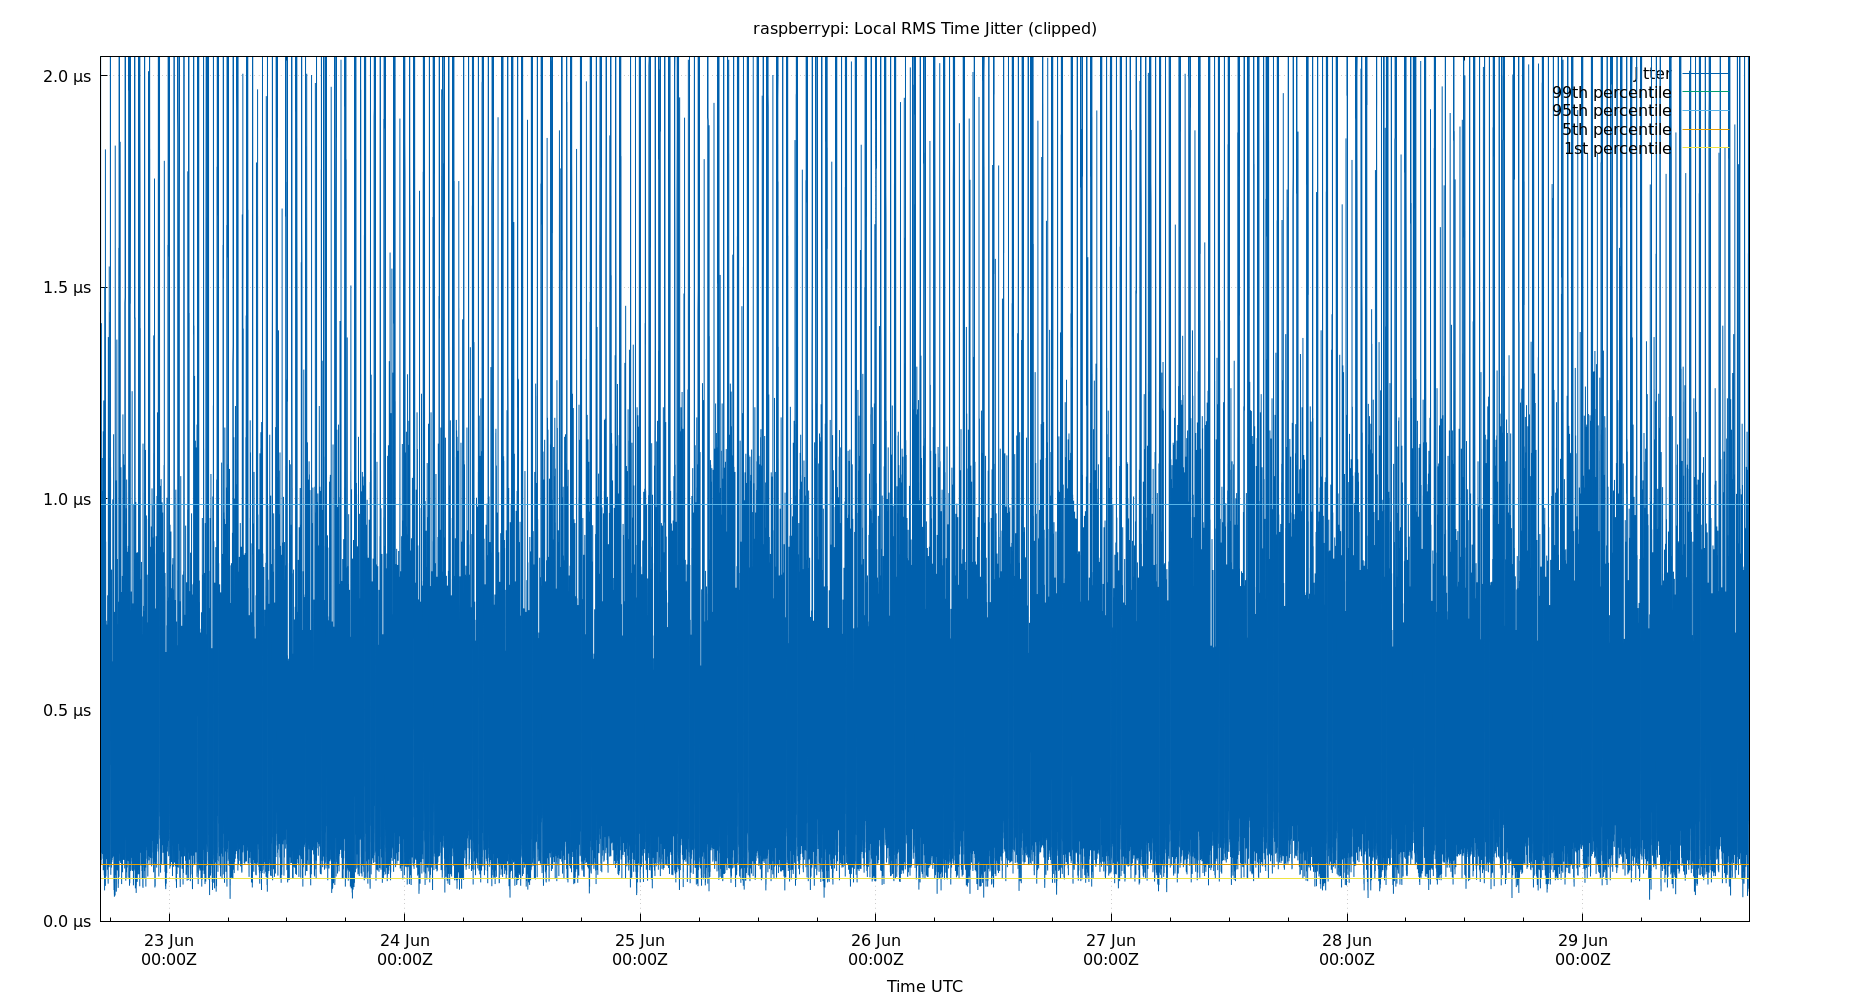 raspberrypi: Local RMS Time Jitter (clipped)
2.0 µs
1.5 µs
1.0 µs
0.5 µs
0.0 µs
jitter
99th percentile
95th percentile
5th percentile
1st percentile
23 Jun 24 Jun 25 Jun 26 Jun 27 Jun 28 Jun 29 Jun
00:00Z 00:00Z 00:00Z 00:00Z 00:00Z 00:00Z 00:00Z
Time UTC